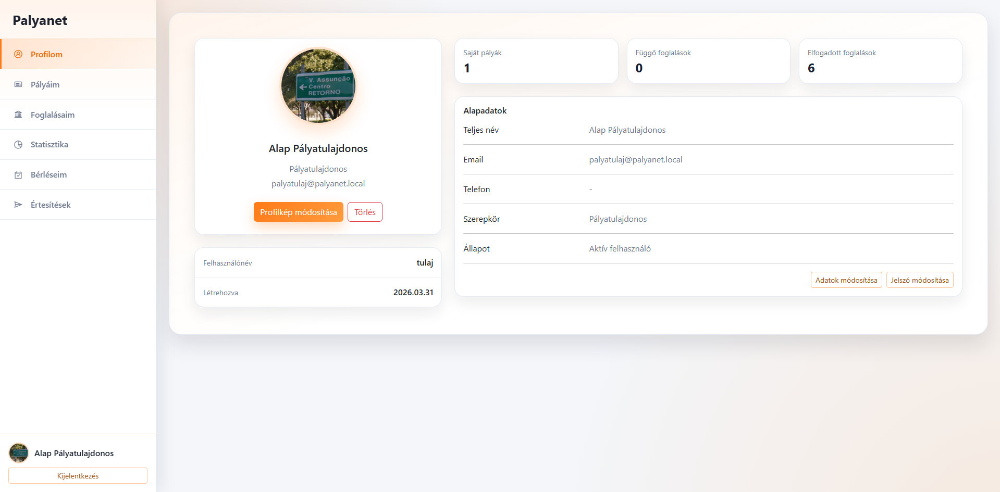 Palyanet
Profilom
Pályáim
Foglalásaim
Statisztika
Bérléseim
Értesítések
Alap Pályatulajdonos
Kijelentkezés
V. Assunção
Centro
RETORNO
Alap Pályatulajdonos
Pályatulajdonos
palyatulaj@palyanet.local
Profilkép módosítása Törlés
Felhasználónév tulaj
Létrehozva 2026.03.31
Saját pályák
1
Függő foglalások
0
Elfogadott foglalások
6
Alapadatok
Teljes név Alap Pályatulajdonos
Email palyatulaj@palyanet.local
Telefon -
Szerepkör Pályatulajdonos
Állapot Aktív felhasználó
Adatok módosítása Jelszó módosítása